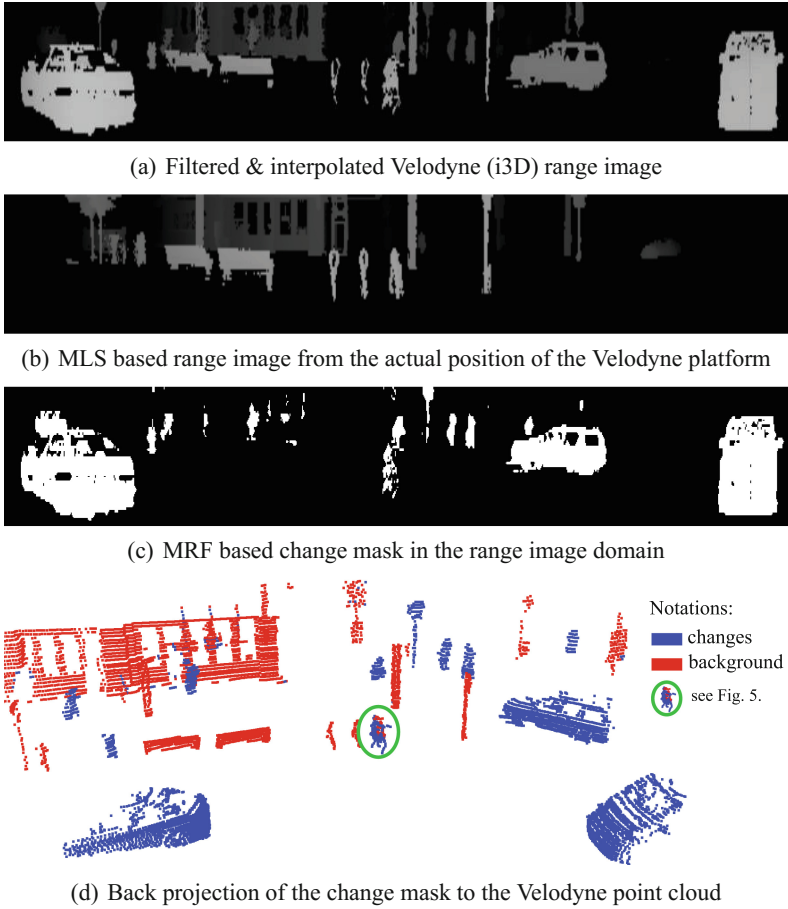 (a) Filtered & interpolated Velodyne (i3D) range image
(b) MLS based range image from the actual position of the Velodyne platform
(c) MRF based change mask in the range image domain
Notations:
changes
background
see Fig. 5.
(d) Back projection of the change mask to the Velodyne point cloud